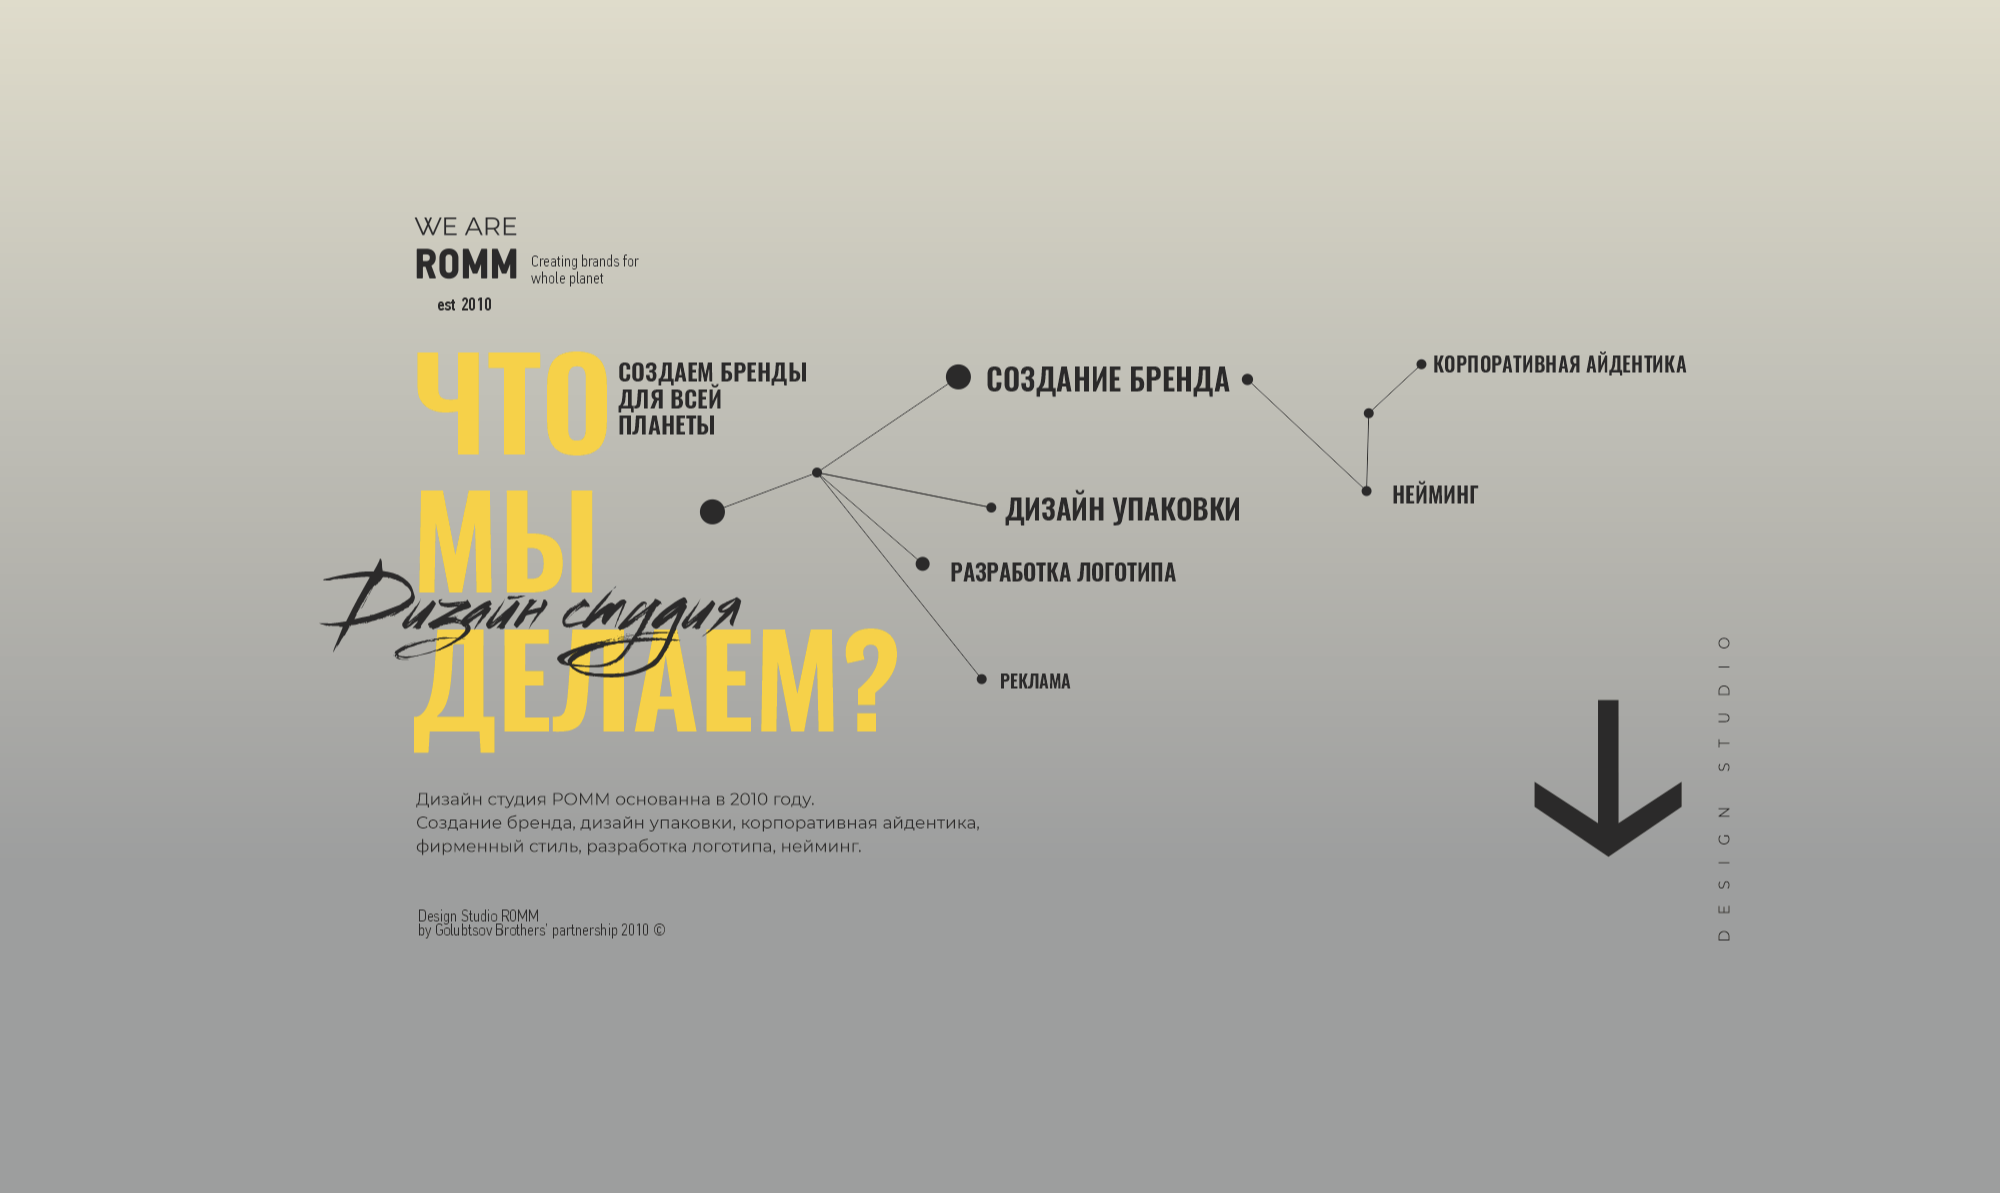 WE ARE
ROMM
Creating brands for
whole planet
est 2010
ЧТО
МЫ
ДЕЛАЕМ?
СОЗДАЕМ БРЕНДЫ
ДЛЯ ВСЕЙ
ПЛАНЕТЫ
Дизайн студия
СОЗДАНИЕ БРЕНДА
КОРПОРАТИВНАЯ АЙДЕНТИКА
НЕЙМИНГ
ДИЗАЙН УПАКОВКИ
РАЗРАБОТКА ЛОГОТИПА
РЕКЛАМА
Дизайн студия РОММ основанна в 2010 году.
Создание бренда, дизайн упаковки, корпоративная айдентика,
фирменный стиль, разработка логотипа, нейминг.
Design Studio ROMM
by Golubtsov Brothers' partnership 2010 ©
DESIGN STUDIO